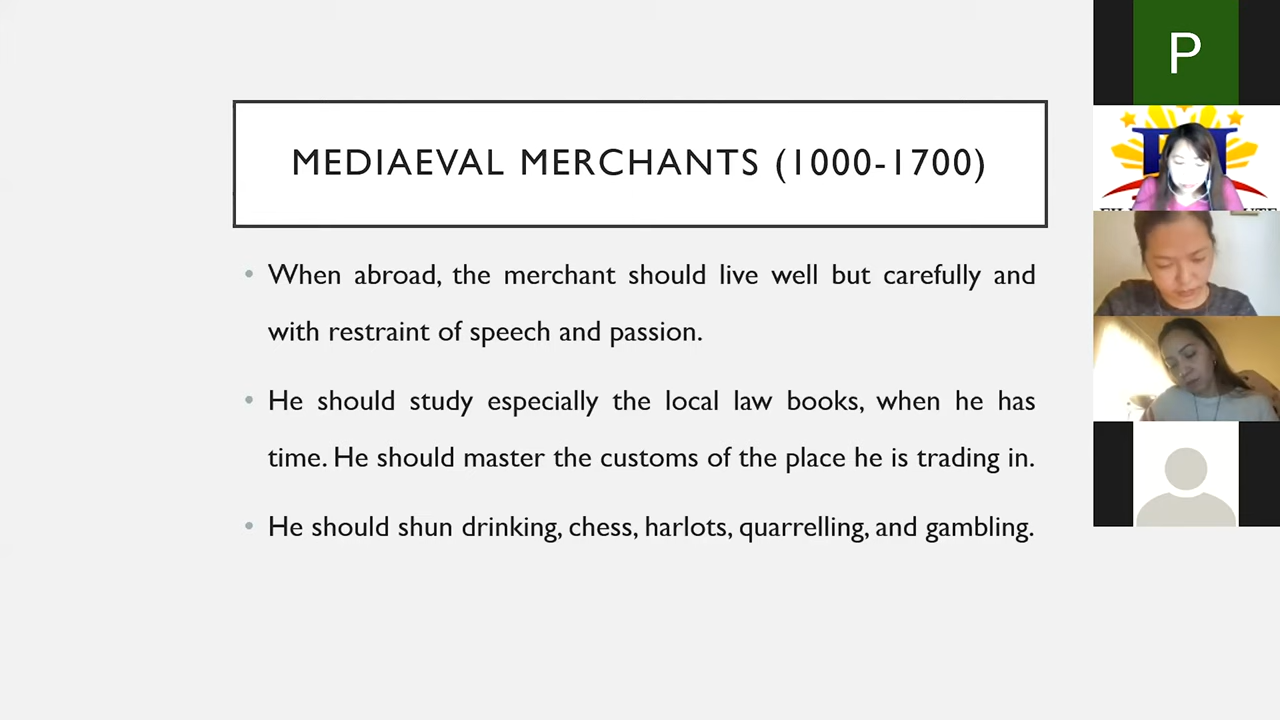 MEDIAEVAL MERCHANTS (1000-1700)
• When abroad, the merchant should live well but carefully and
with restraint of speech and passion.
• He should study especially the local law books, when he has
time. He should master the customs of the place he is trading in.
• He should shun drinking, chess, harlots, quarrelling, and gambling.
P